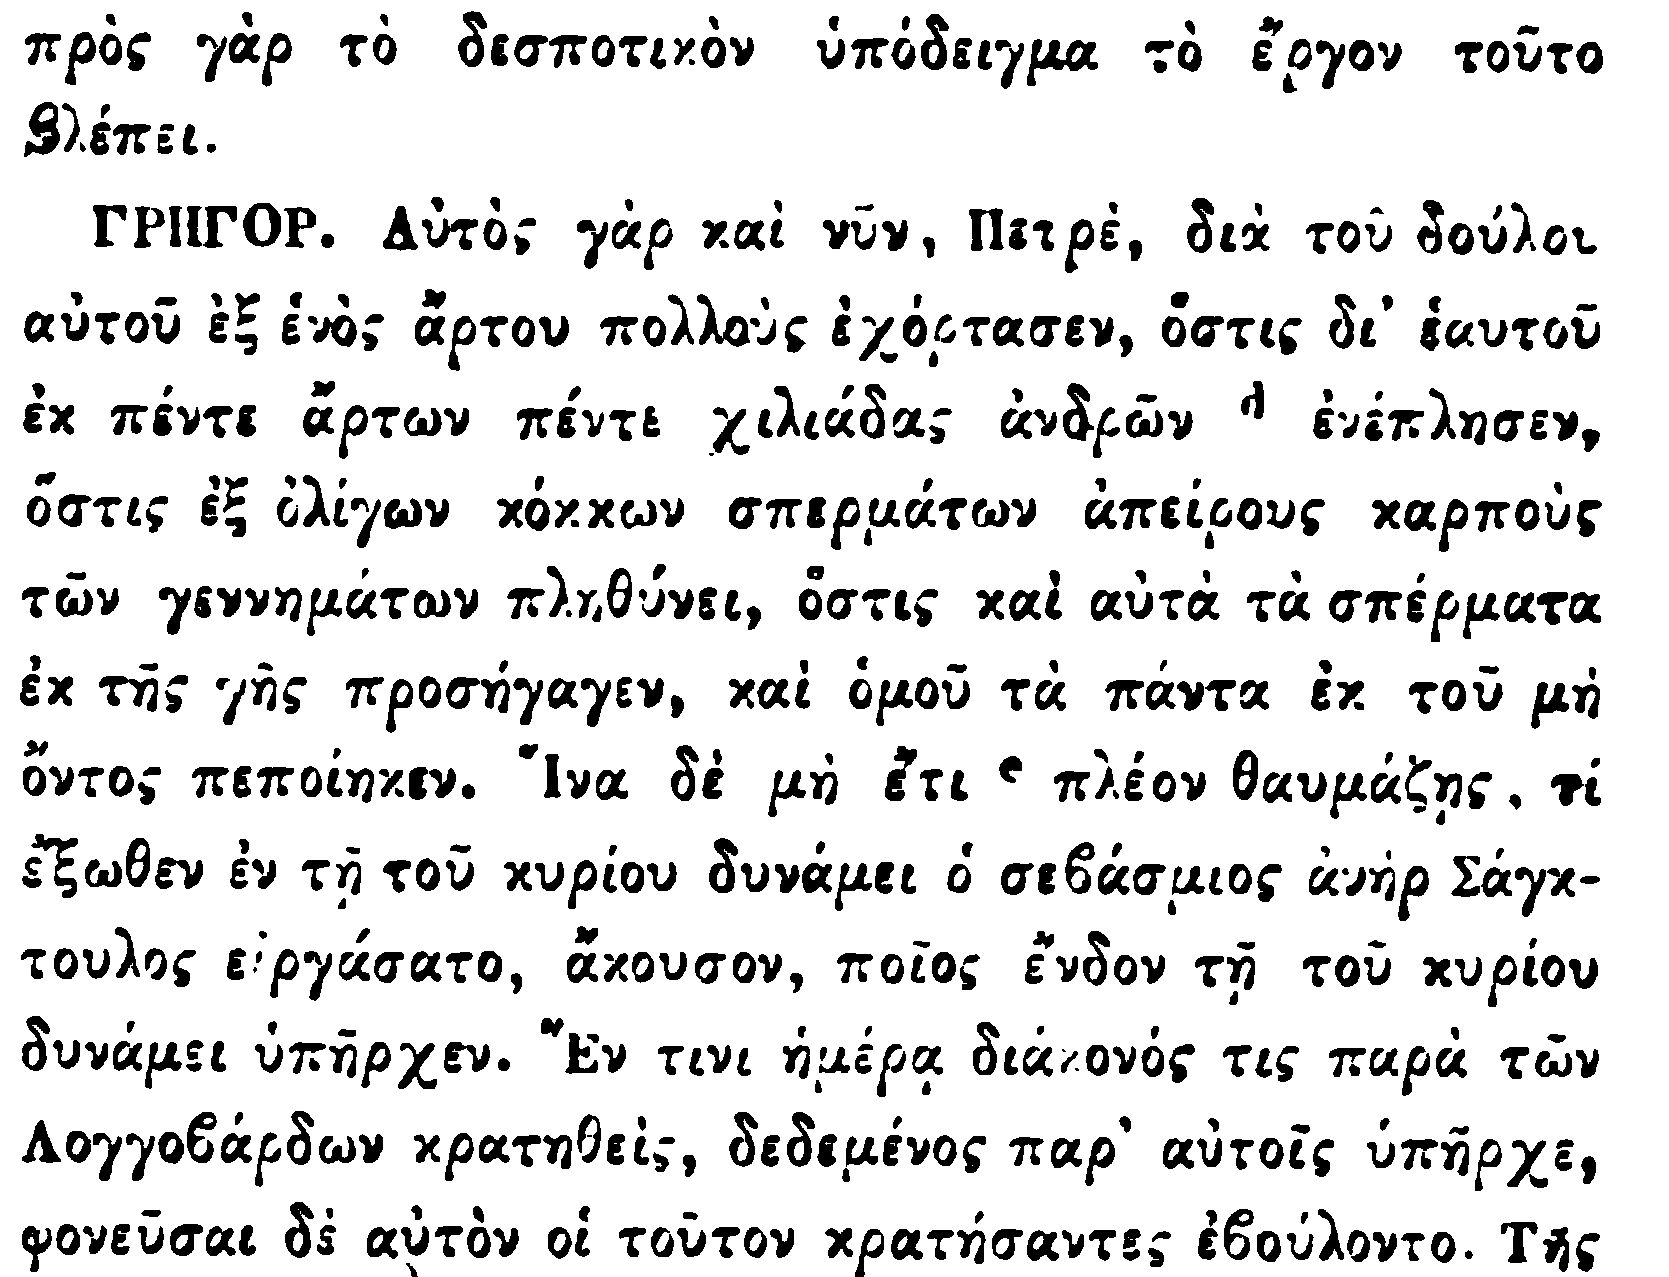 πρὸς γὰρ τὸ δεσποτικὸν ὑπόδειγμα τὸ ἔργον τοῦτο
βλέπει.
ΓΡΗΓΟΡ. Αὐτὸς γὰρ καὶ νῦν, Πετρὲ, διὰ τοῦ δούλου
αὐτοῦ ἐξ ἑνὸς ἄρτου πολλοὺς ἐχόρτασεν, ὅστις δι' ἑαυτοῦ
ἐκ πέντε ἄρτων πέντε χιλιάδας ἀνδρῶν d ἐνέπλησεν,
ὅστις ἐξ ὀλίγων κόκκων σπερμάτων ἀπείρους καρποὺς
τῶν γεννημάτων πληθύνει, ὅστις καὶ αὐτὰ τὰ σπέρματα
ἐκ τῆς γῆς προσήγαγεν, καὶ ὁμοῦ τὰ πάντα ἐκ τοῦ μὴ
ὄντος πεποίηκεν. Ἵνα δὲ μὴ ἔτι e πλέον θαυμάζῃς, τί
ἔξωθεν ἐν τῇ τοῦ κυρίου δυνάμει ὁ σεβάσμιος ἀνὴρ Σάγκ-
τουλος εἰργάσατο, ἄκουσον, ποῖος ἔνδον τῇ τοῦ κυρίου
δυνάμει ὑπῆρχεν. Ἔν τινι ἡμέρᾳ διάκονός τις παρὰ τῶν
Λογγοβάρδων κρατηθεὶς, δεδεμένος παρ' αὐτοῖς ὑπῆρχε,
φονεῦσαι δὲ αὐτὸν οἱ τοῦτον κρατήσαντες ἐβούλοντο. Τῆς